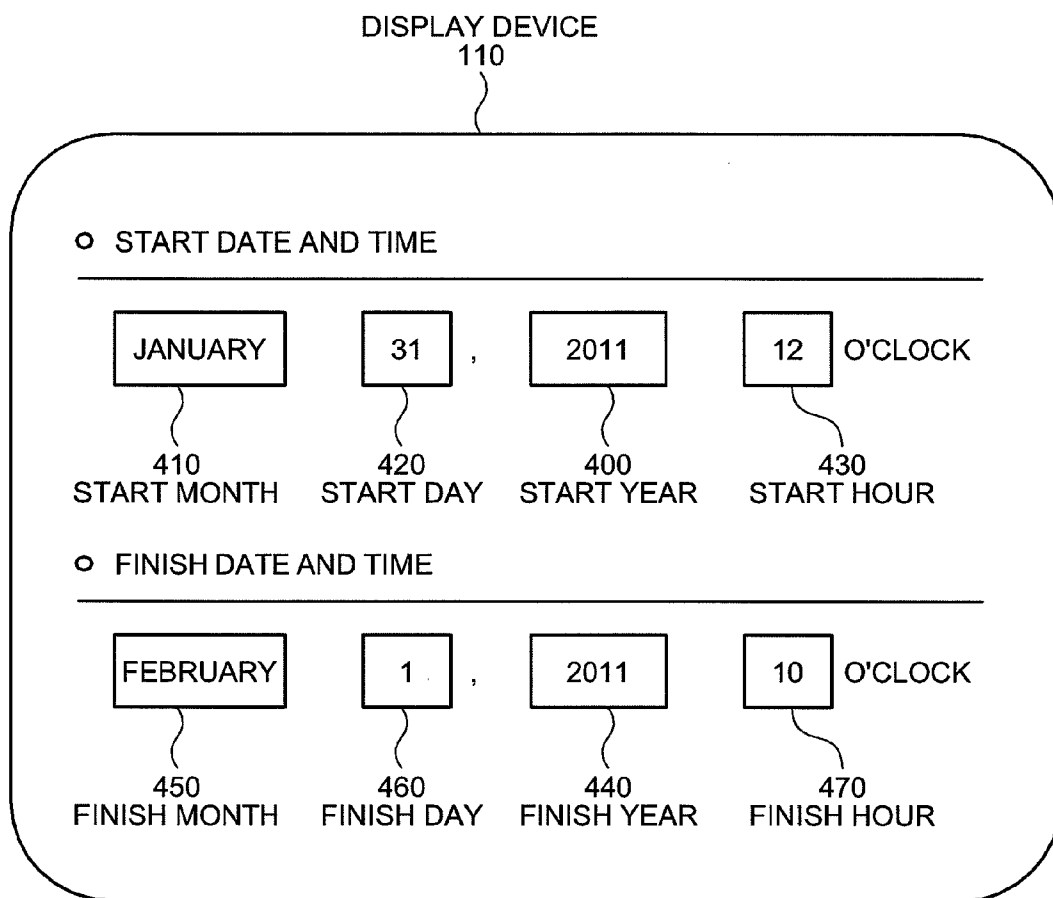 DISPLAY DEVICE
110
START DATE AND TIME
JANUARY 31 , 2011 12 O'CLOCK
410 420 400 430
START MONTH START DAY START YEAR START HOUR
FINISH DATE AND TIME
FEBRUARY 1 , 2011 10 O'CLOCK
450 460 440 470
FINISH MONTH FINISH DAY FINISH YEAR FINISH HOUR